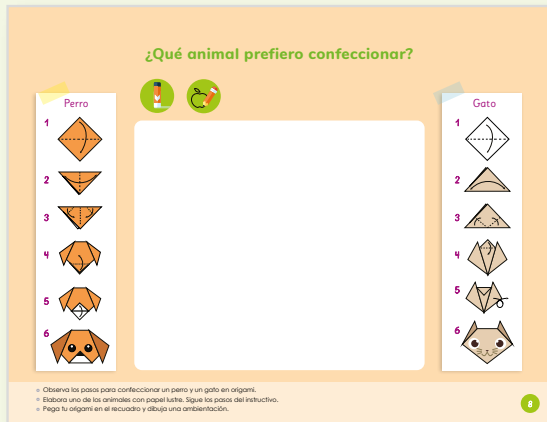 ¿Qué animal prefiero confeccionar?
Perro
1
2
3
4
5
6
Gato
1
2
3
4
5
6
Observa los pasos para confeccionar un perro y un gato en origami.
Elabora uno de los animales con papel lustre. Sigue los pasos del instructivo.
Pega tu origami en el recuadro y dibuja una ambientación.
8